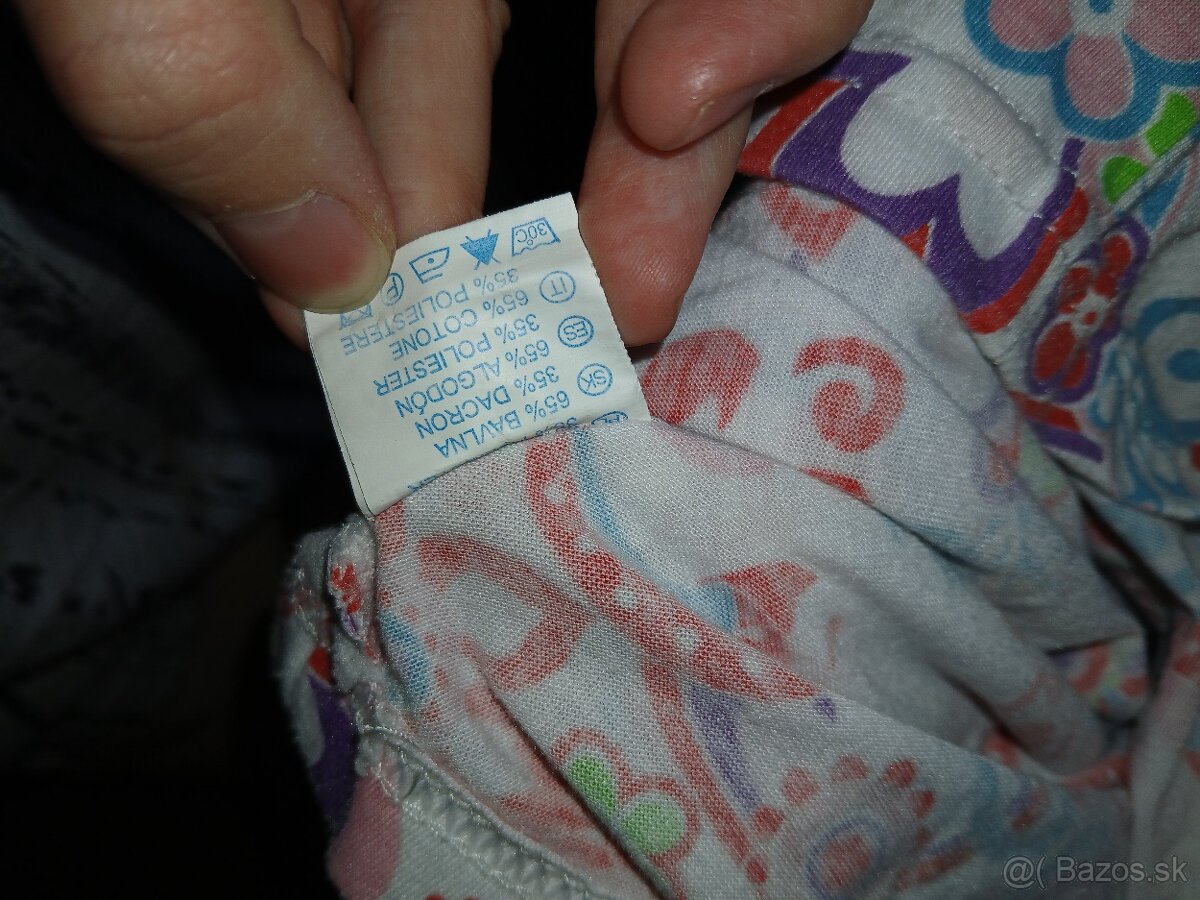 SK 65% BAVLNA
35% DACRON
ES 65% ALGODÓN
35% POLIESTER
IT 65% COTONE
35% POLIESTERE
30°C F
@( Bazos.sk